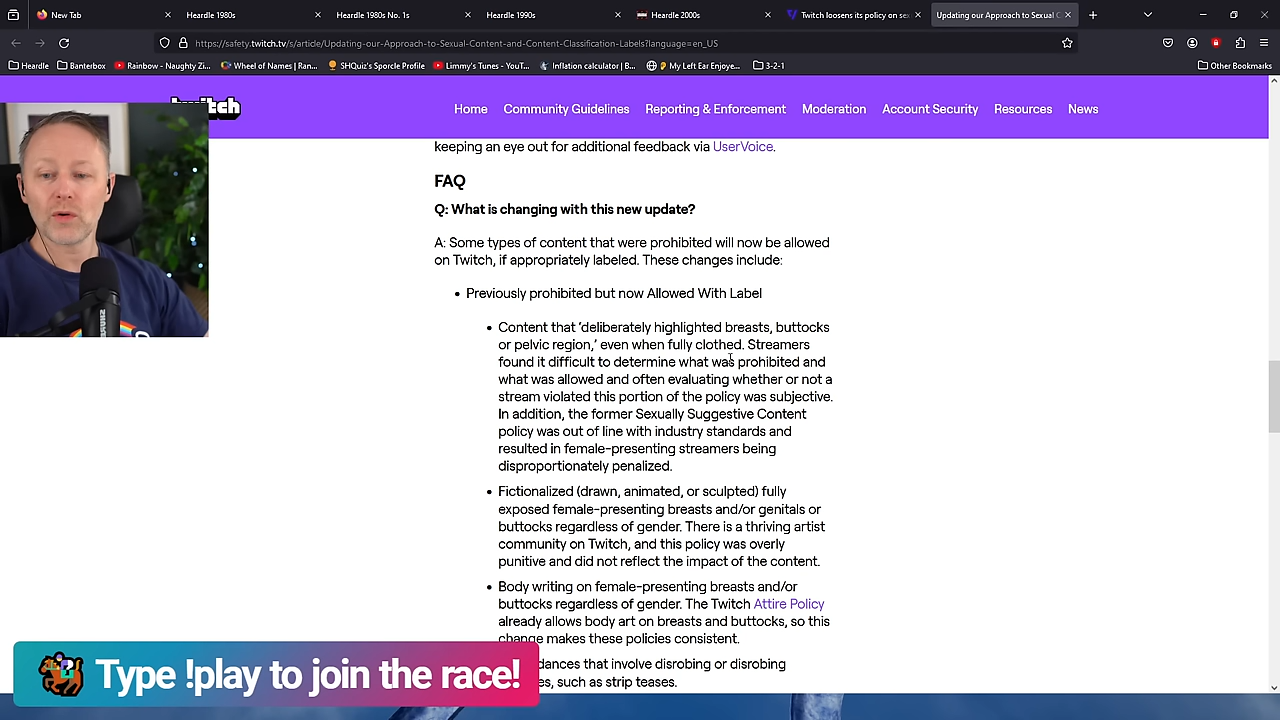 New Tab
Heardle 1980s
Heardle 1980s No. 1s
Heardle 1990s
Heardle 2000s
Twitch loosens its policy on sex
Updating our Approach to Sexual C
https://safety.twitch.tv/s/article/Updating-our-Approach-to-Sexual-Content-and-Content-Classification-Labels?language=en_US
Heardle
Banterbox
Rainbow - Naughty Zi...
Wheel of Names | Ran...
SHQuiz's Sporcle Profile
Limmy's Tunes - YouT...
Inflation calculator | B...
My Left Ear Enjoye...
3-2-1
Other Bookmarks
twitch
Home
Community Guidelines
Reporting & Enforcement
Moderation
Account Security
Resources
News
keeping an eye out for additional feedback via UserVoice.
FAQ
Q: What is changing with this new update?
A: Some types of content that were prohibited will now be allowed
on Twitch, if appropriately labeled. These changes include:
• Previously prohibited but now Allowed With Label
• Content that ‘deliberately highlighted breasts, buttocks
or pelvic region,’ even when fully clothed. Streamers
found it difficult to determine what was prohibited and
what was allowed and often evaluating whether or not a
stream violated this portion of the policy was subjective.
In addition, the former Sexually Suggestive Content
policy was out of line with industry standards and
resulted in female-presenting streamers being
disproportionately penalized.
• Fictionalized (drawn, animated, or sculpted) fully
exposed female-presenting breasts and/or genitals or
buttocks regardless of gender. There is a thriving artist
community on Twitch, and this policy was overly
punitive and did not reflect the impact of the content.
• Body writing on female-presenting breasts and/or
buttocks regardless of gender. The Twitch Attire Policy
already allows body art on breasts and buttocks, so this
change makes these policies consistent.
dances that involve disrobing or disrobing
es, such as strip teases.
Type !play to join the race!